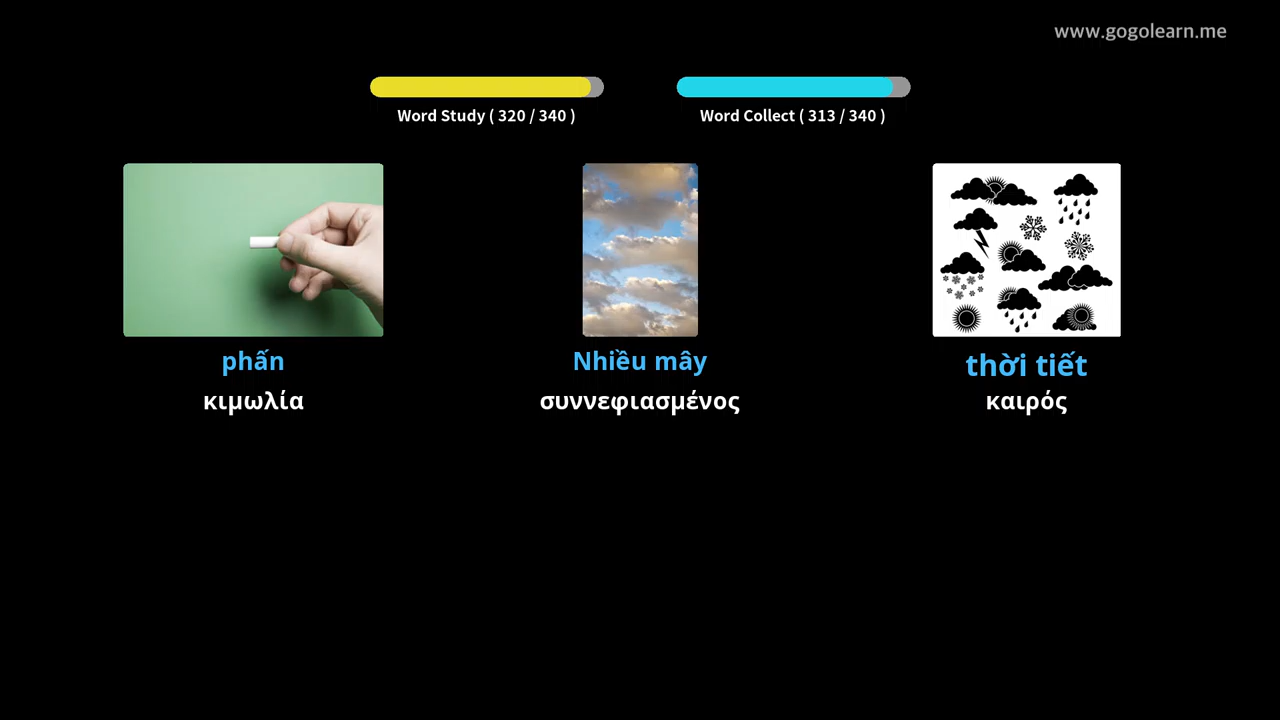 www.gogolearn.me
Word Study ( 320 / 340 )
Word Collect ( 313 / 340 )
phấn
Nhiều mây
thời tiết
κιμωλία
συννεφιασμένος
καιρός